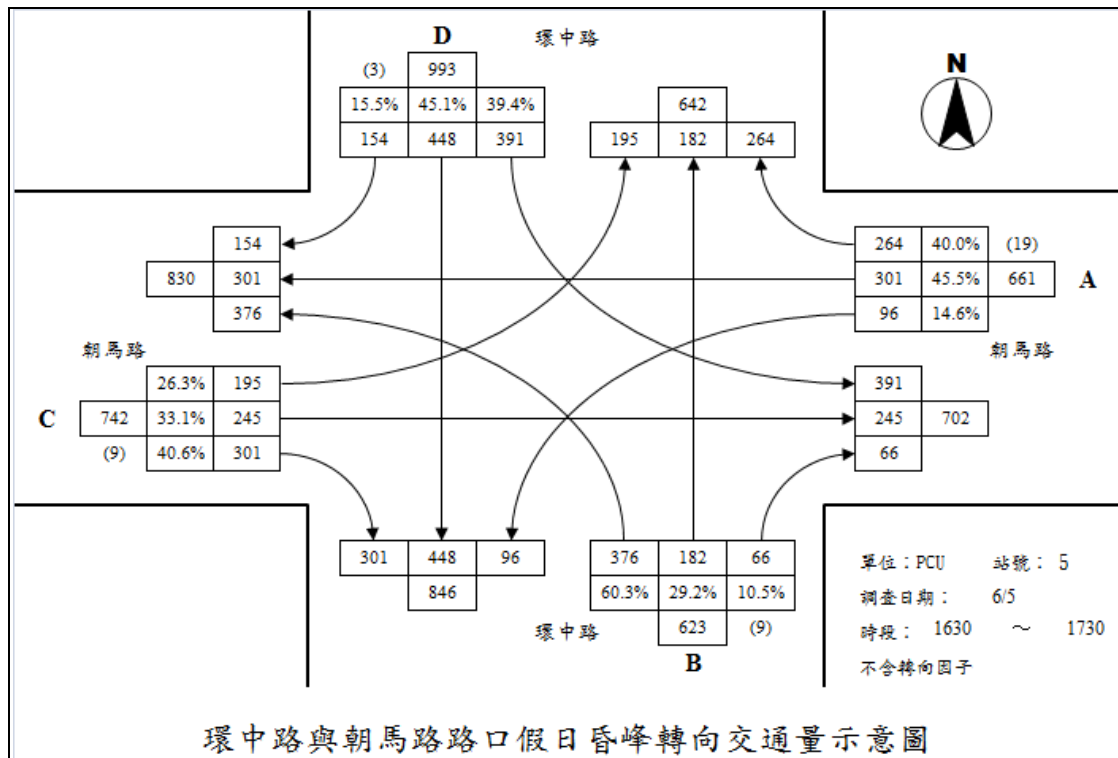 D 環中路
N
(3) 993
15.5% 45.1% 39.4%
154 448 391
642
195 182 264
154
830 301
376
264 40.0% (19)
301 45.5% 661 A
96 14.6%
朝馬路
朝馬路
26.3% 195
C 742 33.1% 245
(9) 40.6% 301
391
245 702
66
301 448 96
846
376 182 66
60.3% 29.2% 10.5%
623 (9)
環中路
B
單位：PCU 站號： 5
調查日期： 6/5
時段： 1630 ～ 1730
不含轉向因子
環中路與朝馬路路口假日昏峰轉向交通量示意圖